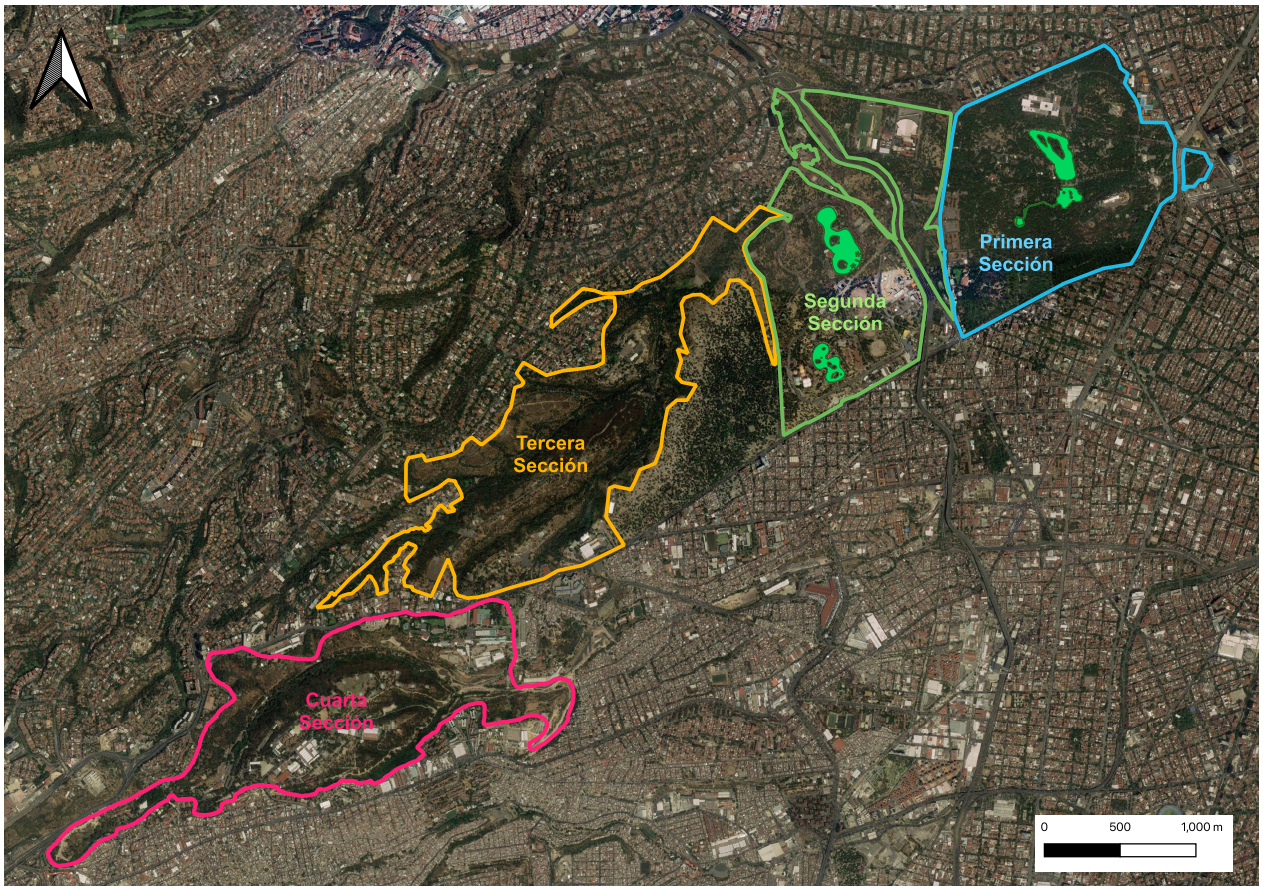 Primera
Sección
Segunda
Sección
Tercera
Sección
Cuarta
Sección
0 500 1,000 m